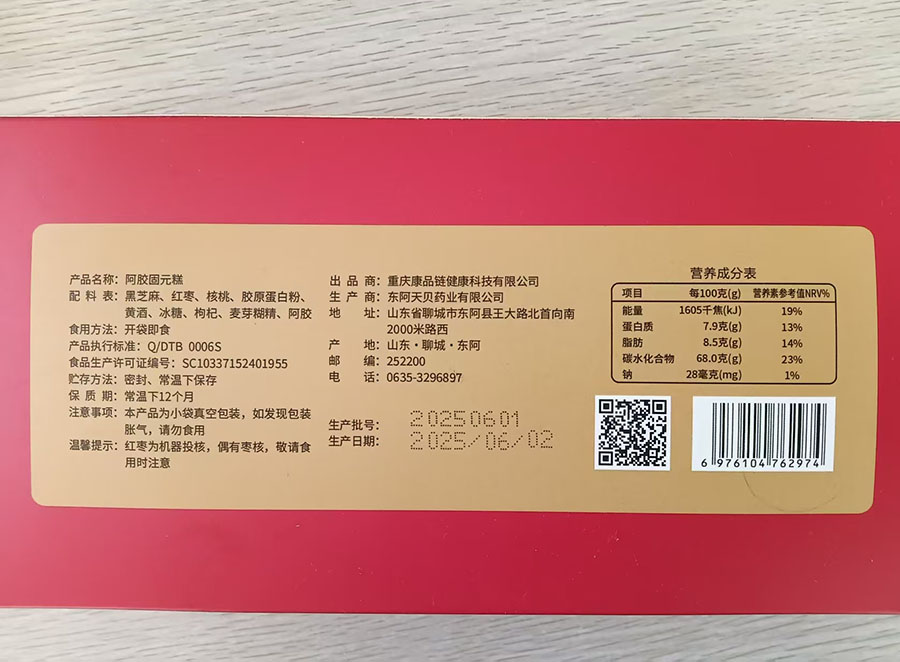 产品名称：阿胶固元糕
配 料 表：黑芝麻、红枣、核桃、胶原蛋白粉、
黄酒、冰糖、枸杞、麦芽糊精、阿胶
食用方法：开袋即食
产品执行标准：Q/DTB 0006S
食品生产许可证编号：SC10337152401955
贮存方法：密封、常温下保存
保 质 期：常温下12个月
注意事项：本产品为小袋真空包装，如发现包装
胀气，请勿食用
温馨提示：红枣为机器投核，偶有枣核，敬请食
用时注意
出 品 商：重庆康品链健康科技有限公司
生 产 商：东阿天贝药业有限公司
地 址：山东省聊城市东阿县王大路北首向南
2000米路西
产 地：山东·聊城·东阿
邮 编：252200
电 话：0635-3296897
生产批号：20250601
生产日期：2025/06/02
营养成分表
项目 每100克(g) 营养素参考值NRV%
能量 1605千焦(kJ) 19%
蛋白质 7.9克(g) 13%
脂肪 8.5克(g) 14%
碳水化合物 68.0克(g) 23%
钠 28毫克(mg) 1%
6 976104 762974